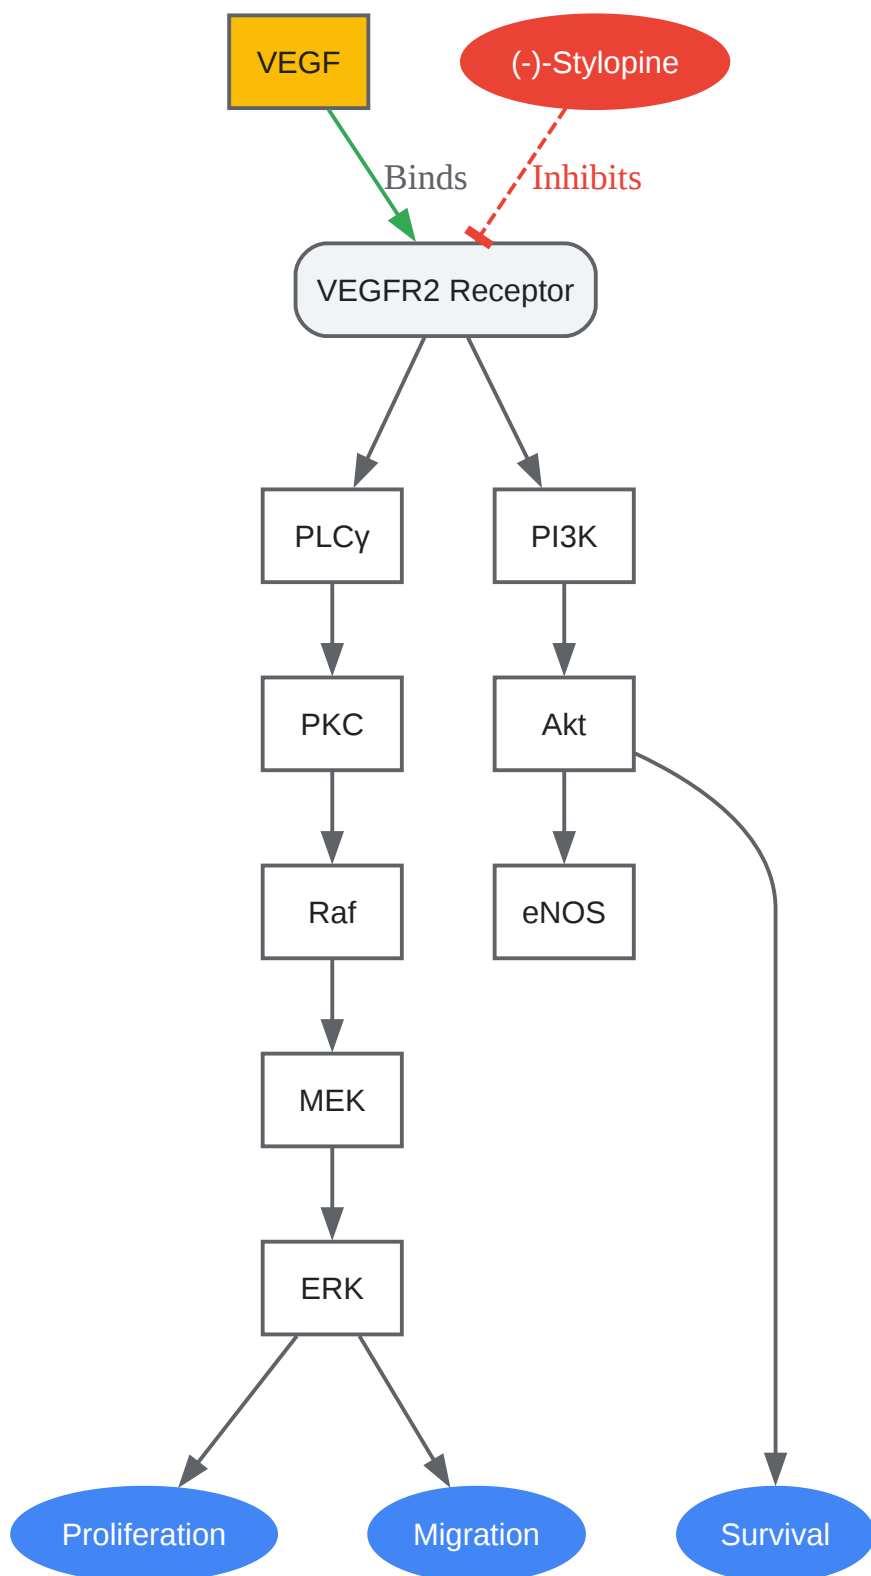 VEGF
(-)-Stylopine
Binds
Inhibits
VEGFR2 Receptor
PLCγ
PI3K
PKC
Akt
Raf
eNOS
MEK
ERK
Proliferation
Migration
Survival